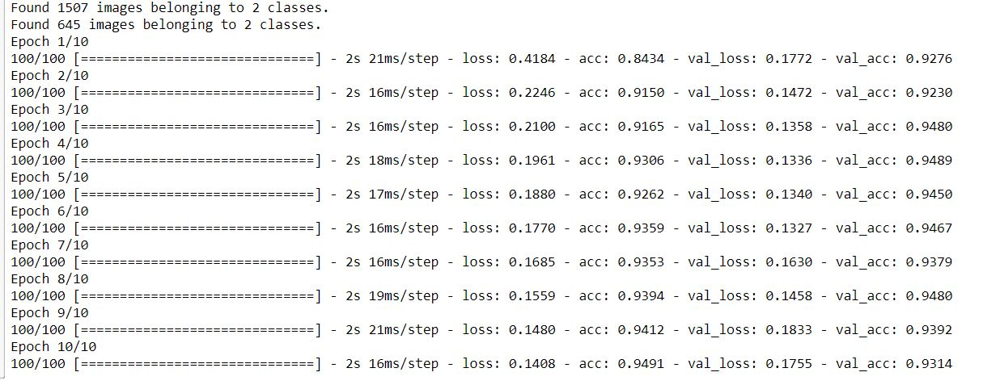 Found 1507 images belonging to 2 classes.
Found 645 images belonging to 2 classes.
Epoch 1/10
100/100 [==============================] - 2s 21ms/step - loss: 0.4184 - acc: 0.8434 - val_loss: 0.1772 - val_acc: 0.9276
Epoch 2/10
100/100 [==============================] - 2s 16ms/step - loss: 0.2246 - acc: 0.9150 - val_loss: 0.1472 - val_acc: 0.9230
Epoch 3/10
100/100 [==============================] - 2s 16ms/step - loss: 0.2100 - acc: 0.9165 - val_loss: 0.1358 - val_acc: 0.9480
Epoch 4/10
100/100 [==============================] - 2s 18ms/step - loss: 0.1961 - acc: 0.9306 - val_loss: 0.1336 - val_acc: 0.9489
Epoch 5/10
100/100 [==============================] - 2s 17ms/step - loss: 0.1880 - acc: 0.9262 - val_loss: 0.1340 - val_acc: 0.9450
Epoch 6/10
100/100 [==============================] - 2s 16ms/step - loss: 0.1770 - acc: 0.9359 - val_loss: 0.1327 - val_acc: 0.9467
Epoch 7/10
100/100 [==============================] - 2s 16ms/step - loss: 0.1685 - acc: 0.9353 - val_loss: 0.1630 - val_acc: 0.9379
Epoch 8/10
100/100 [==============================] - 2s 19ms/step - loss: 0.1559 - acc: 0.9394 - val_loss: 0.1458 - val_acc: 0.9480
Epoch 9/10
100/100 [==============================] - 2s 21ms/step - loss: 0.1480 - acc: 0.9412 - val_loss: 0.1833 - val_acc: 0.9392
Epoch 10/10
100/100 [==============================] - 2s 16ms/step - loss: 0.1408 - acc: 0.9491 - val_loss: 0.1755 - val_acc: 0.9314